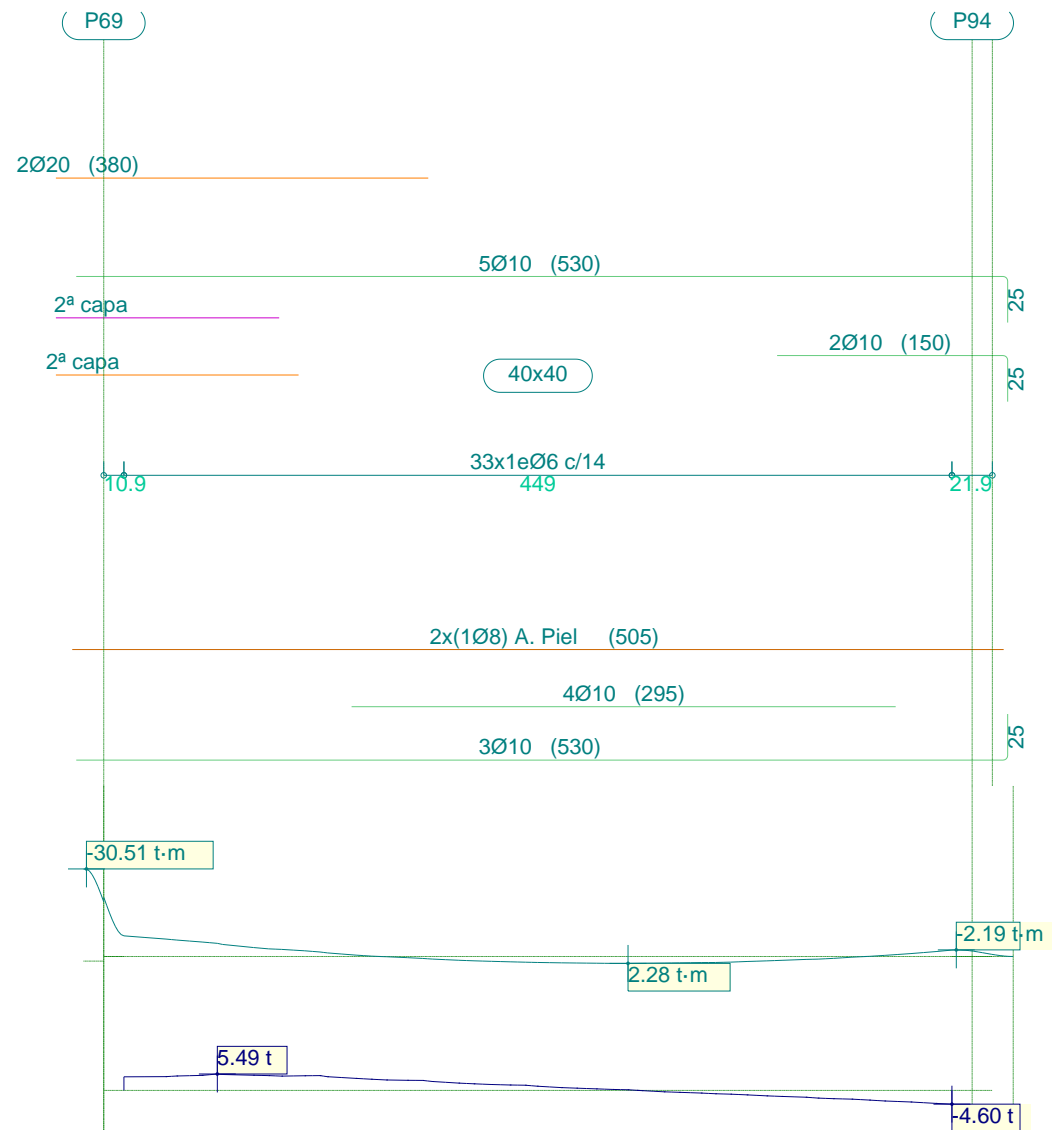 P69
P94
2Ø20 (380)
5Ø10 (530)
25
2ª capa
2Ø10 (150)
2ª capa
40x40
25
33x1eØ6 c/14
10.9
449
21.9
2x(1Ø8) A. Piel (505)
4Ø10 (295)
3Ø10 (530)
25
-30.51 t·m
-2.19 t·m
2.28 t·m
5.49 t
-4.60 t